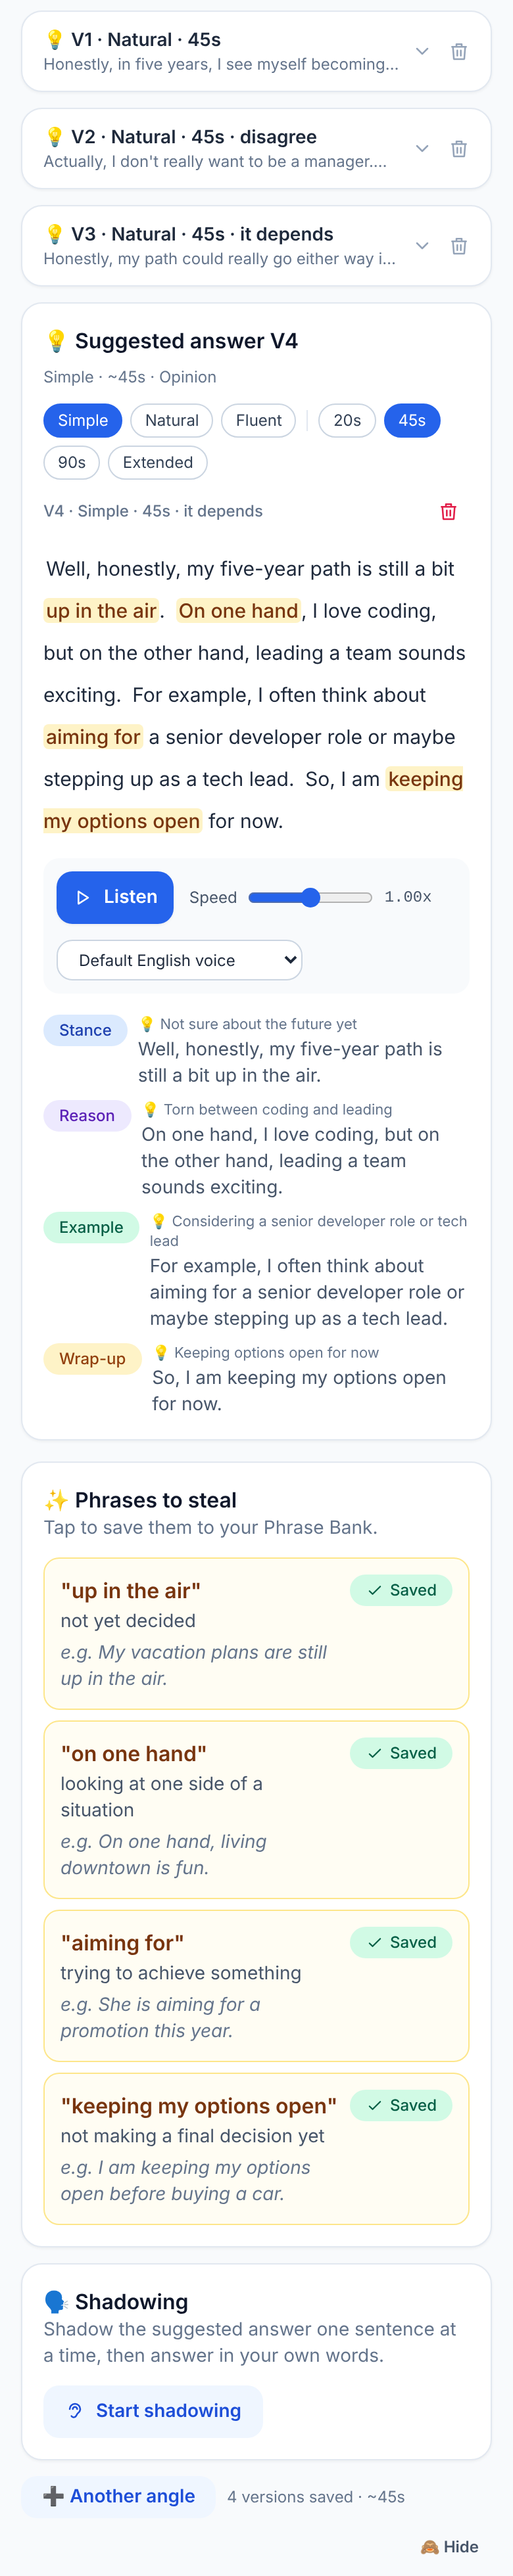 💡 V1 · Natural · 45s
Honestly, in five years, I see myself becoming...
💡 V2 · Natural · 45s · disagree
Actually, I don't really want to be a manager....
💡 V3 · Natural · 45s · it depends
Honestly, my path could really go either way i...
💡 Suggested answer V4
Simple · ~45s · Opinion
Simple Natural Fluent 20s 45s
90s Extended
V4 · Simple · 45s · it depends
Well, honestly, my five-year path is still a bit
up in the air. On one hand, I love coding,
but on the other hand, leading a team sounds
exciting. For example, I often think about
aiming for a senior developer role or maybe
stepping up as a tech lead. So, I am keeping
my options open for now.
Listen Speed 1.00x
Default English voice
Stance 💡 Not sure about the future yet
Well, honestly, my five-year path is
still a bit up in the air.
Reason 💡 Torn between coding and leading
On one hand, I love coding, but on
the other hand, leading a team
sounds exciting.
Example 💡 Considering a senior developer role or tech
lead
For example, I often think about
aiming for a senior developer role or
maybe stepping up as a tech lead.
Wrap-up 💡 Keeping options open for now
So, I am keeping my options open
for now.
✨ Phrases to steal
Tap to save them to your Phrase Bank.
"up in the air" ✓ Saved
not yet decided
e.g. My vacation plans are still
up in the air.
"on one hand" ✓ Saved
looking at one side of a
situation
e.g. On one hand, living
downtown is fun.
"aiming for" ✓ Saved
trying to achieve something
e.g. She is aiming for a
promotion this year.
"keeping my options open" ✓ Saved
not making a final decision yet
e.g. I am keeping my options
open before buying a car.
🗣️ Shadowing
Shadow the suggested answer one sentence at
a time, then answer in your own words.
Start shadowing
➕ Another angle 4 versions saved · ~45s
🙈 Hide